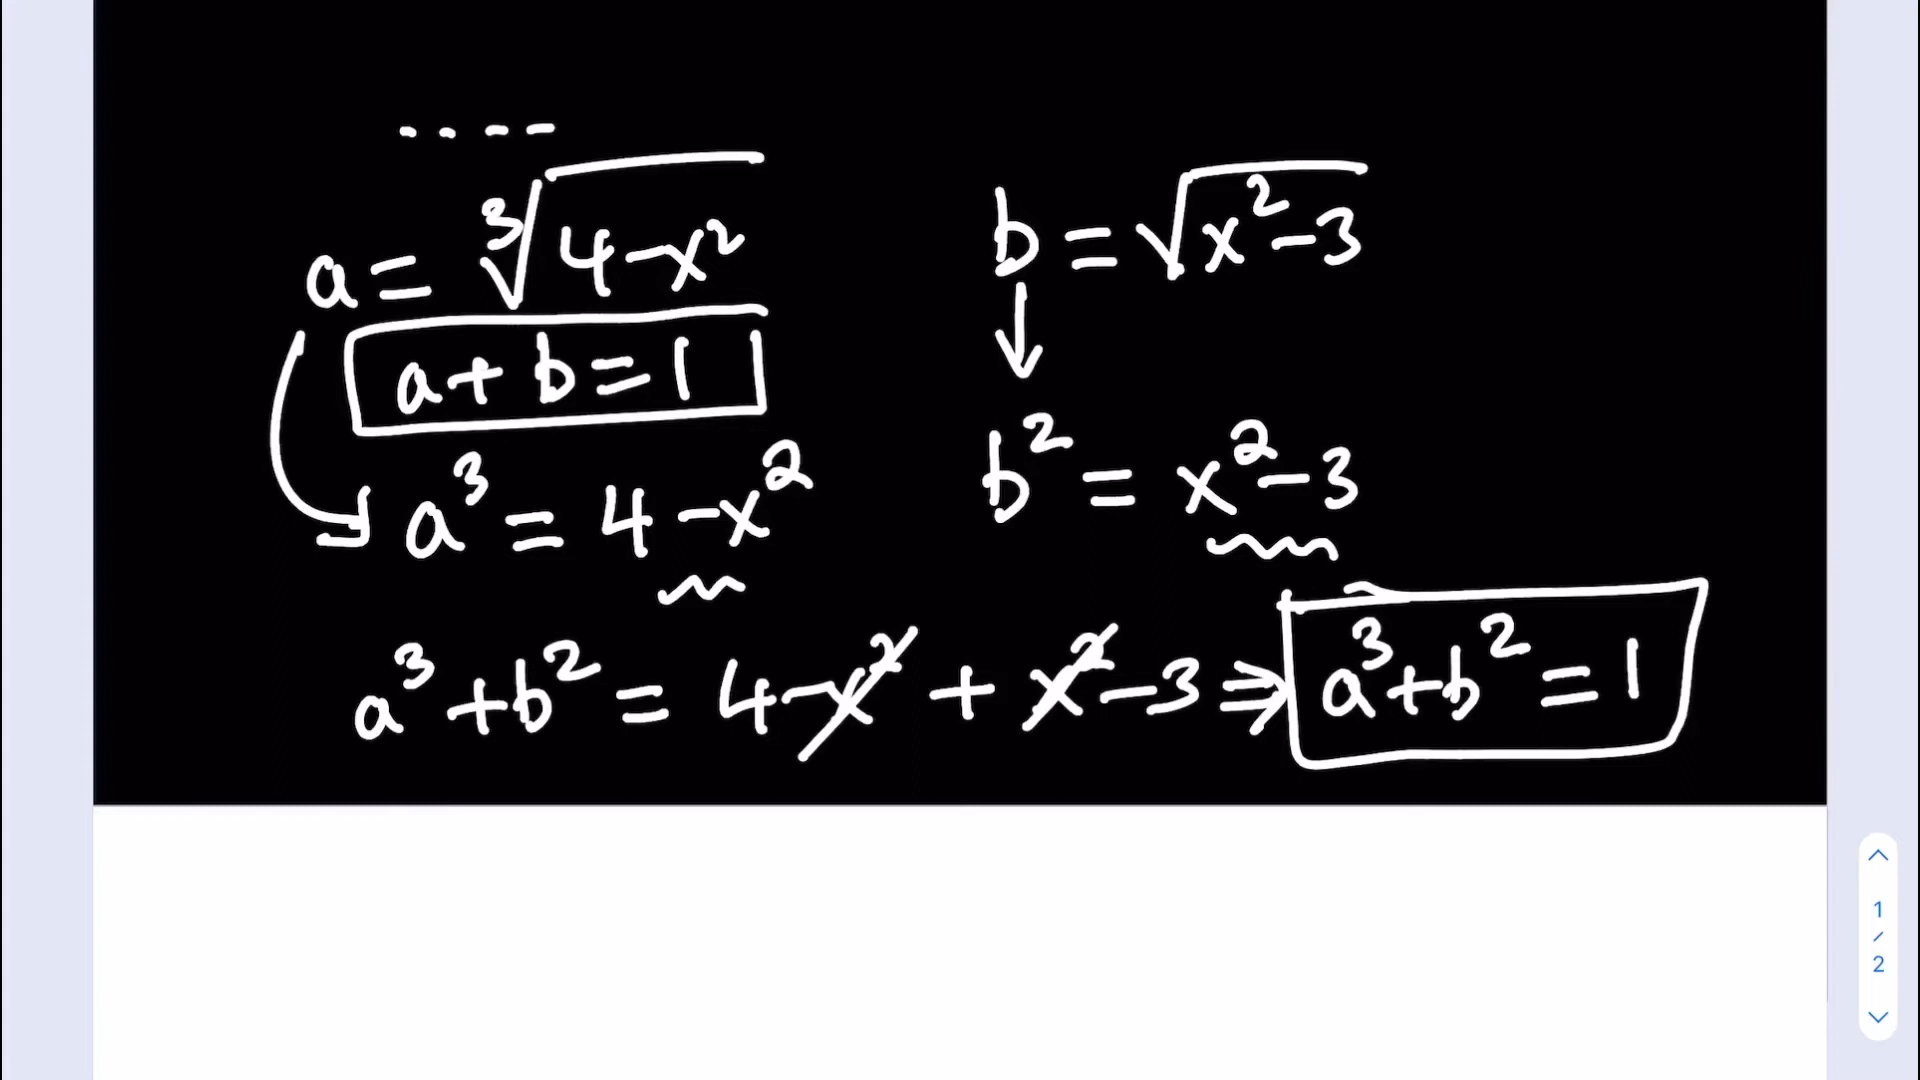 a = ∛(4-x²)
b = √(x²-3)
a+b=1
a³ = 4-x²
b² = x²-3
a³+b² = 4-x² + x²-3 ⇒ a³+b²=1
1
/
2